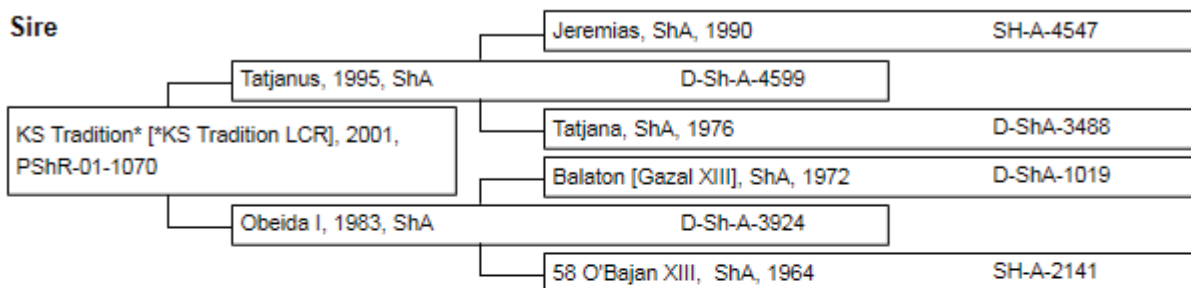 Sire
Jeremias, ShA, 1990 SH-A-4547
Tatjanus, 1995, ShA D-Sh-A-4599
KS Tradition* [*KS Tradition LCR], 2001,
PShR-01-1070
Tatjana, ShA, 1976 D-ShA-3488
Balaton [Gazal XIII], ShA, 1972 D-ShA-1019
Obeida I, 1983, ShA D-Sh-A-3924
58 O'Bajan XIII, ShA, 1964 SH-A-2141